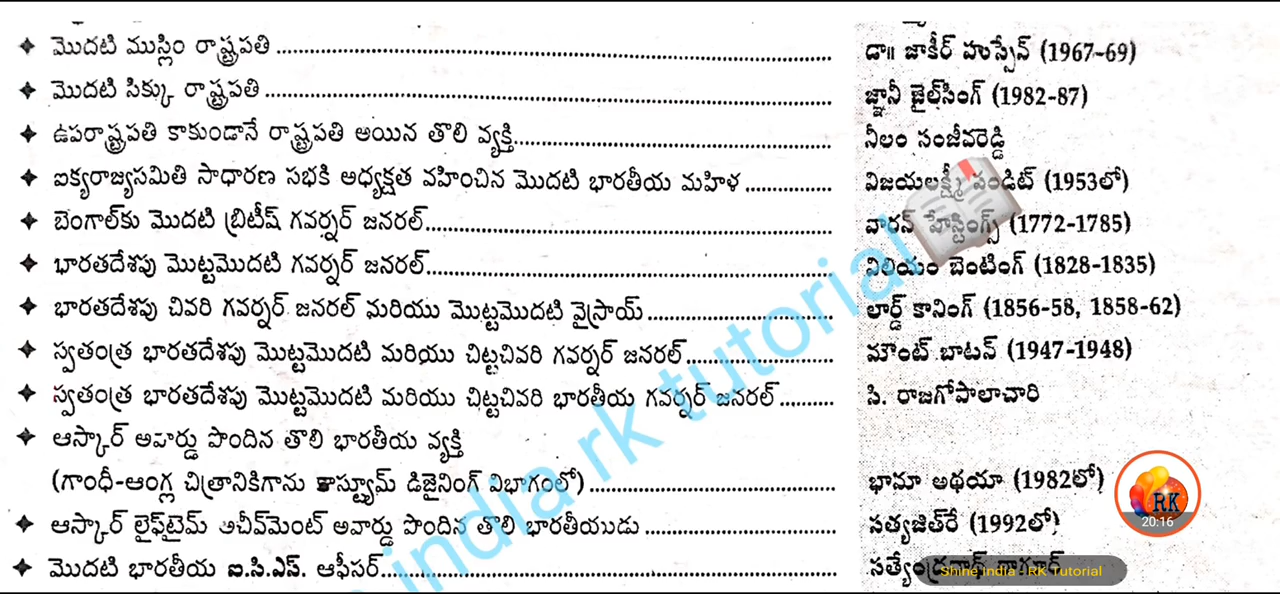 ✦ మొదటి ముస్లిం రాష్ట్రపతి ........ డా॥ జాకీర్ హుస్సేన్ (1967-69)
✦ మొదటి సిక్కు రాష్ట్రపతి ........ జ్ఞానీ జైల్‌సింగ్ (1982-87)
✦ ఉపరాష్ట్రపతి కాకుండానే రాష్ట్రపతి అయిన తొలి వ్యక్తి ........ నీలం సంజీవరెడ్డి
✦ ఐక్యరాజ్యసమితి సాధారణ సభకి అధ్యక్షత వహించిన మొదటి భారతీయ మహిళ ........ విజయలక్ష్మీ పండిట్ (1953లో)
✦ బెంగాల్‌కు మొదటి బ్రిటీష్ గవర్నర్ జనరల్ ........ వారన్ హేస్టింగ్స్ (1772-1785)
✦ భారతదేశపు మొట్టమొదటి గవర్నర్ జనరల్ ........ విలియం బెంటింగ్ (1828-1835)
✦ భారతదేశపు చివరి గవర్నర్ జనరల్ మరియు మొట్టమొదటి వైస్రాయ్ ........ లార్డ్ కానింగ్ (1856-58, 1858-62)
✦ స్వతంత్ర భారతదేశపు మొట్టమొదటి మరియు చిట్టచివరి గవర్నర్ జనరల్ ........ మౌంట్ బాటన్ (1947-1948)
✦ స్వతంత్ర భారతదేశపు మొట్టమొదటి మరియు చిట్టచివరి భారతీయ గవర్నర్ జనరల్ ........ సి. రాజగోపాలాచారి
✦ ఆస్కార్ అవార్డు పొందిన తొలి భారతీయ వ్యక్తి
(గాంధీ-ఆంగ్ల చిత్రానికిగాను కాస్ట్యూమ్ డిజైనింగ్ విభాగంలో) ........ భానూ అథయా (1982లో)
✦ ఆస్కార్ లైఫ్‌టైమ్ అచీవ్‌మెంట్ అవార్డు పొందిన తొలి భారతీయుడు ........ సత్యజిత్‌రే (1992లో)
✦ మొదటి భారతీయ ఐ.సి.ఎస్. ఆఫీసర్ ........ సత్యేంద్రనాథ్ ఠాగూర్
india rk tutorial
RK
20:16
Shine India - RK Tutorial